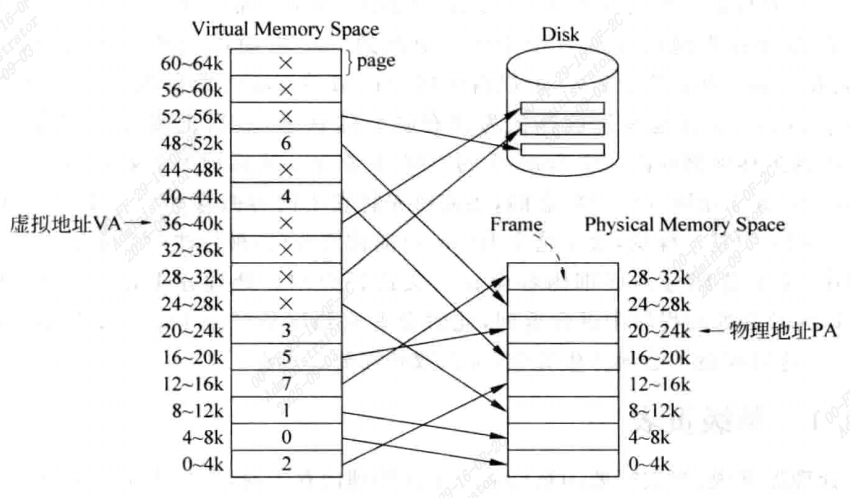 Virtual Memory Space
Disk
60~64k × page
56~60k ×
52~56k ×
48~52k 6
44~48k ×
40~44k 4
虚拟地址VA 36~40k ×
32~36k ×
28~32k ×
24~28k ×
20~24k 3
16~20k 5
12~16k 7
8~12k 1
4~8k 0
0~4k 2
Frame Physical Memory Space
28~32k
24~28k
20~24k 物理地址PA
16~20k
12~16k
8~12k
4~8k
0~4k